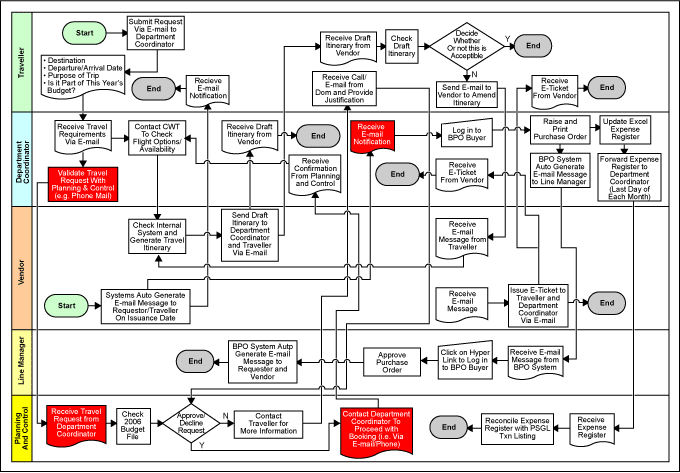 Traveller
Start
Submit Request
Via E-mail to
Department
Coordinator
• Destination
• Departure/Arrival Date
• Purpose of Trip
• Is it Part of This Year's
Budget?
End
Recieve
E-mail
Notification
Receive Draft
Itinerary from
Vendor
Check
Draft
Itinerary
Decide
Whether
Or not this is
Acceptible
Y
End
N
Receive Call/
E-mail from
Dom and Provide
Justification
Send E-mail to
Vendor to Amend
Itinerary
Receive
E-Ticket
From Vendor
End
Department
Coordinator
Receive Travel
Requirements
Via E-mail
Contact CWT
To Check
Flight Options/
Availability
Receive Draft
Itinerary from
Vendor
End
Receive
E-mail
Notification
Log in to
BPO Buyer
Raise and
Print
Purchase Order
Update Excel
Expense
Register
Validate Travel
Request With
Planning & Control
(e.g. Phone Mail)
Receive
Confirmation
From Planning
and Control
End
Receive
E-Ticket
From Vendor
BPO System
Auto Generate
E-mail Message
to Line Manager
Forward Expense
Register to
Department
Coordinator
(Last Day of
Each Month)
Vendor
Check Internal
System and
Generate Travel
Itinerary
Send Draft
Itinerary to
Department
Coordinator
and Traveller
Via E-mail
Receive
E-mail
Message from
Traveller
Start
Systems Auto Generate
E-mail Message to
Requestor/Traveller
On Issuance Date
Receive
E-mail
Message
Issue E-Ticket to
Traveller and
Department
Coordinator
Via E-mail
End
Line Manager
End
BPO System Autp
Generate E-mail
Message to
Requester and
Vendor
Approve
Purchase
Order
Click on Hyper
Link to Log in
to BPO Buyer
Receive E-mail
Message from
BPO System
Planning
And Control
Receive Travel
Request from
Department
Coordinator
Check
2006
Budget
File
Approve/
Decline
Request
N
Y
Contact
Traveller for
More Information
Contact Department
Coordinator To
Proceed with
Booking (i.e. Via
E-mail/Phone)
End
Reconcile Expense
Register with PSGL
Txn Listing
Receive
Expense
Register